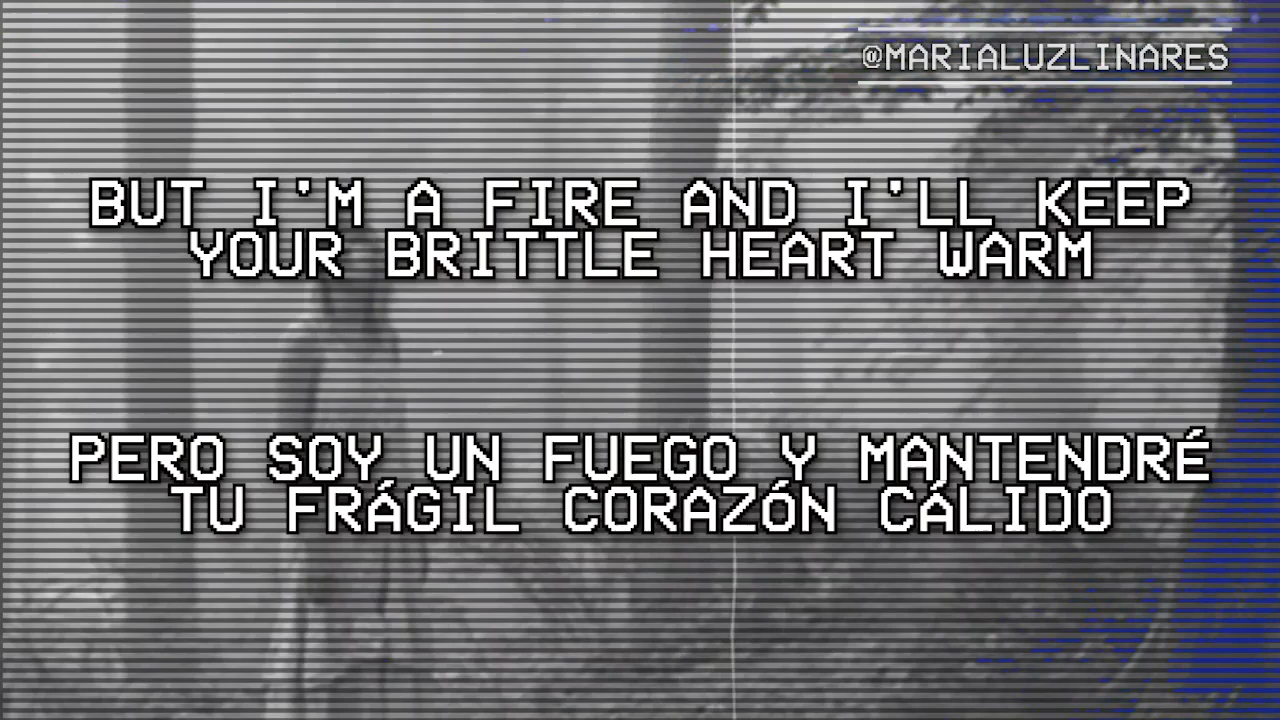 @MARIALUZLINARES
BUT I'M A FIRE AND I'LL KEEP
YOUR BRITTLE HEART WARM
PERO SOY UN FUEGO Y MANTENDRÉ
TU FRÁGIL CORAZÓN CÁLIDO